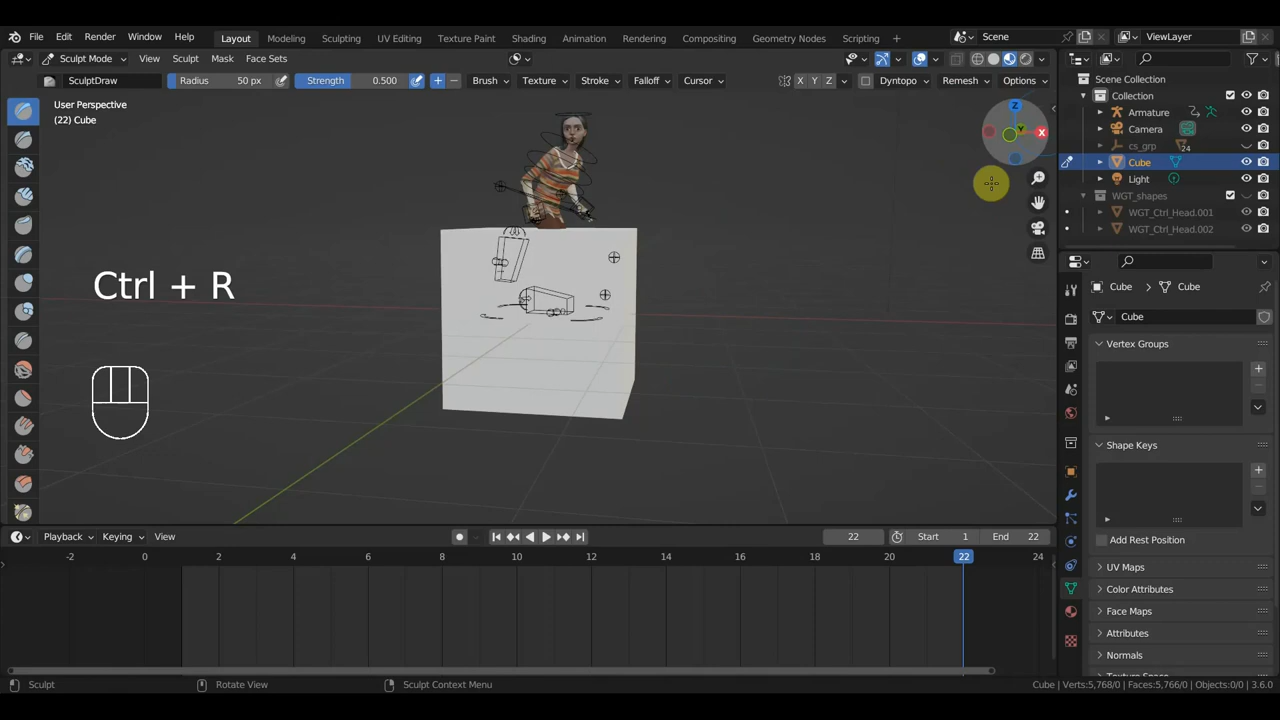 File Edit Render Window Help Layout Modeling Sculpting UV Editing Texture Paint Shading Animation Rendering Compositing Geometry Nodes Scripting + Scene ViewLayer
Sculpt Mode View Sculpt Mask Face Sets
SculptDraw Radius 50 px Strength 0.500 + − Brush Texture Stroke Falloff Cursor X Y Z Dyntopo Remesh Options
User Perspective
(22) Cube
Z
X
Y
Scene Collection
Collection
Armature
Camera
cs_grp 24
Cube
Light
WGT_shapes
WGT_Ctrl_Head.001
WGT_Ctrl_Head.002
Cube > Cube
Cube
Vertex Groups
Shape Keys
Add Rest Position
UV Maps
Color Attributes
Face Maps
Attributes
Normals
Texture Space
Ctrl + R
Playback Keying View 22 Start 1 End 22
-2 0 2 4 6 8 10 12 14 16 18 20 22 24
Sculpt Rotate View Sculpt Context Menu Cube | Verts:5,768/0 | Faces:5,766/0 | Objects:0/0 | 3.6.0